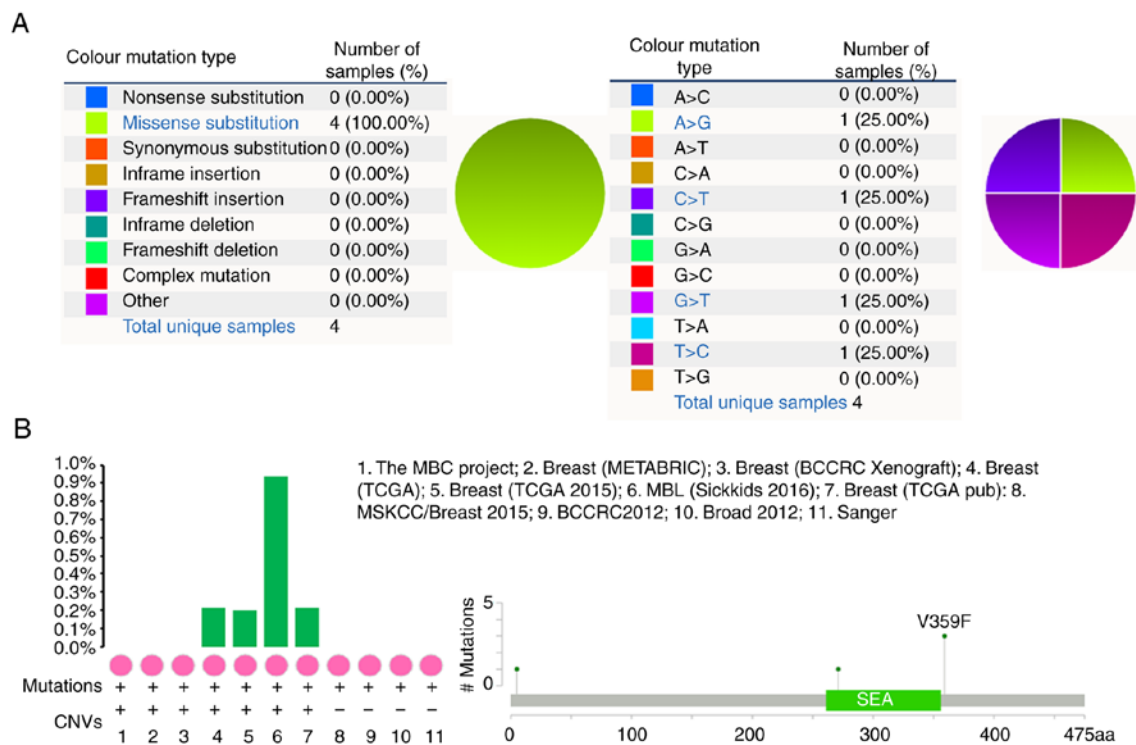 A
Colour mutation type Number of samples (%)
Nonsense substitution 0 (0.00%)
Missense substitution 4 (100.00%)
Synonymous substitution 0 (0.00%)
Inframe insertion 0 (0.00%)
Frameshift insertion 0 (0.00%)
Inframe deletion 0 (0.00%)
Frameshift deletion 0 (0.00%)
Complex mutation 0 (0.00%)
Other 0 (0.00%)
Total unique samples 4
Colour mutation type Number of samples (%)
A>C 0 (0.00%)
A>G 1 (25.00%)
A>T 0 (0.00%)
C>A 0 (0.00%)
C>T 1 (25.00%)
C>G 0 (0.00%)
G>A 0 (0.00%)
G>C 0 (0.00%)
G>T 1 (25.00%)
T>A 0 (0.00%)
T>C 1 (25.00%)
T>G 0 (0.00%)
Total unique samples 4
B
1.0%
0.9%
0.8%
0.7%
0.6%
0.5%
0.4%
0.3%
0.2%
0.1%
0.0%
Mutations + + + + + + + + + + +
CNVs + + + + + + + – – – –
1 2 3 4 5 6 7 8 9 10 11
1. The MBC project; 2. Breast (METABRIC); 3. Breast (BCCRC Xenograft); 4. Breast
(TCGA); 5. Breast (TCGA 2015); 6. MBL (Sickkids 2016); 7. Breast (TCGA pub): 8.
MSKCC/Breast 2015; 9. BCCRC2012; 10. Broad 2012; 11. Sanger
# Mutations
5
0
V359F
SEA
0 200 300 400 475aa